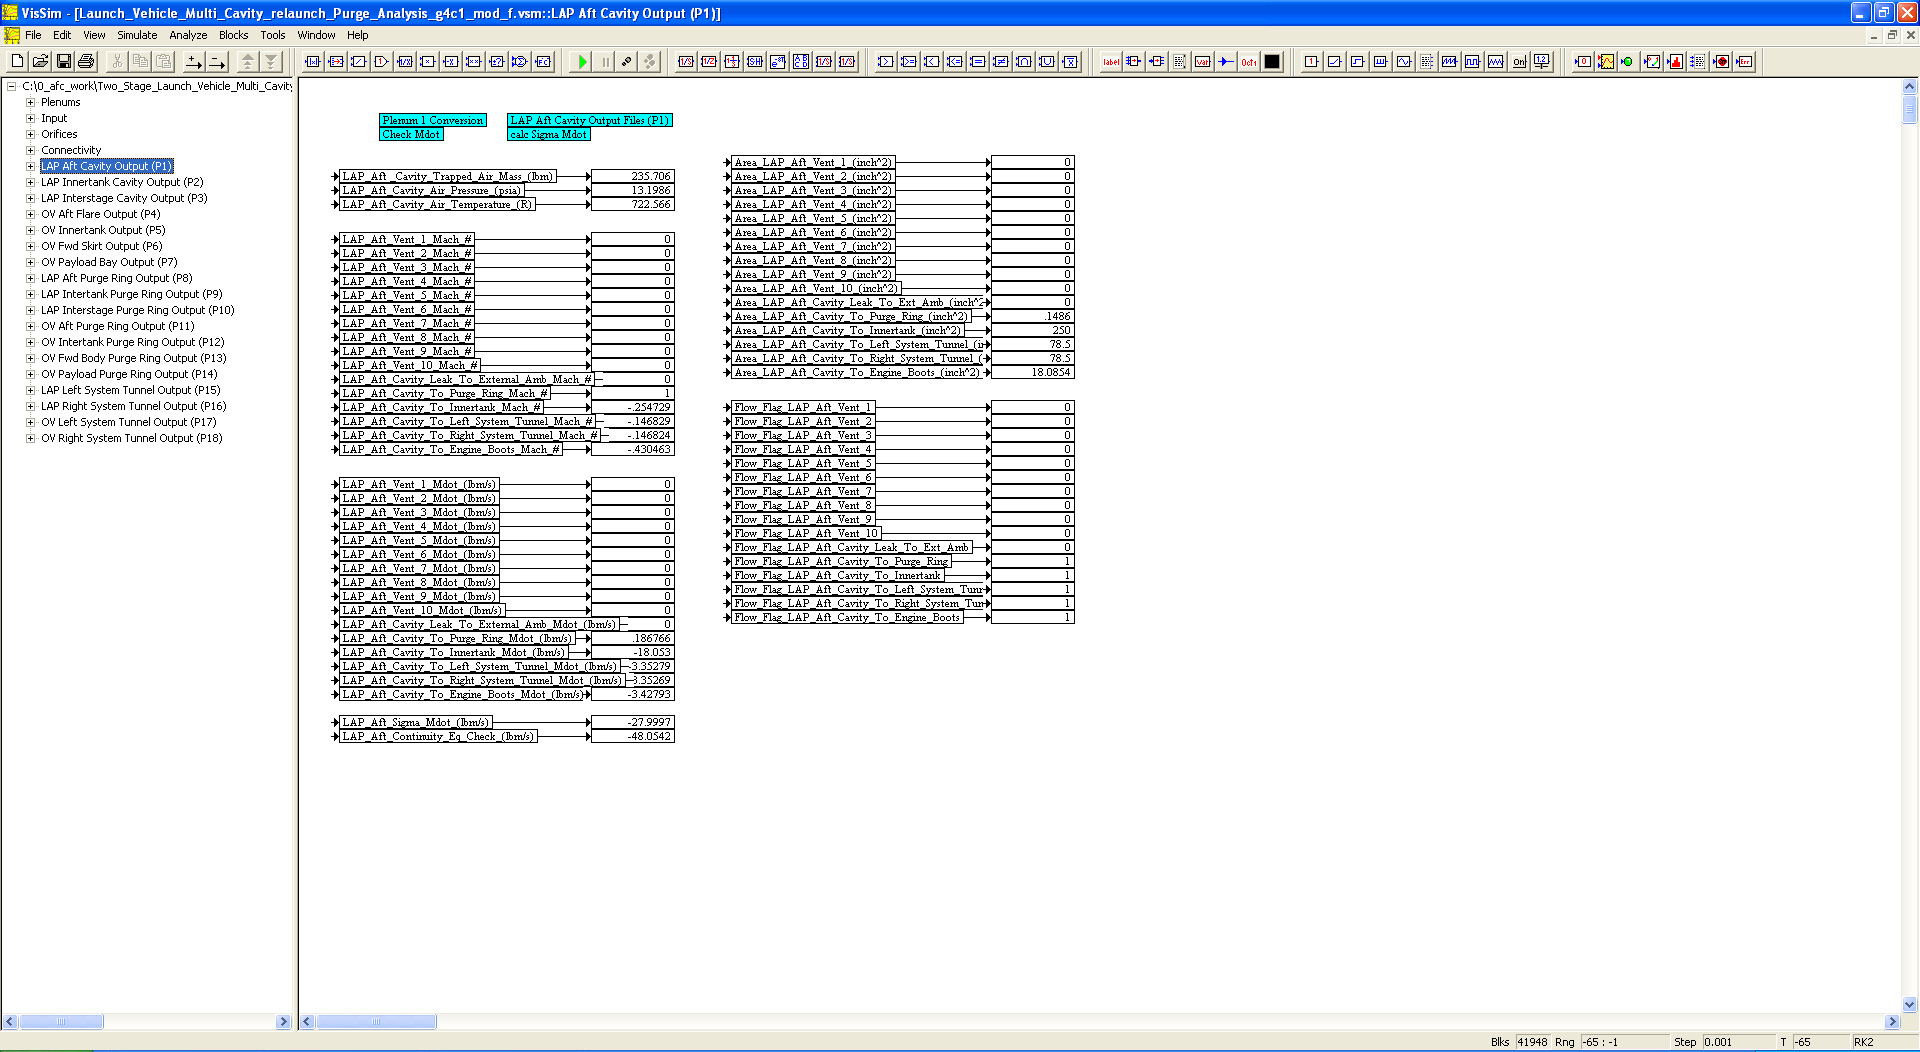 VisSim - [Launch_Vehicle_Multi_Cavity_relaunch_Purge_Analysis_g4c1_mod_f.vsm::LAP Aft Cavity Output (P1)]
File Edit View Simulate Analyze Blocks Tools Window Help
C:\0_afc_work\Two_Stage_Launch_Vehicle_Multi_Cavity
Plenums
Input
Orifices
Connectivity
LAP Aft Cavity Output (P1)
LAP Innertank Cavity Output (P2)
LAP Interstage Cavity Output (P3)
OV Aft Flare Output (P4)
OV Innertank Output (P5)
OV Fwd Skirt Output (P6)
OV Payload Bay Output (P7)
LAP Aft Purge Ring Output (P8)
LAP Intertank Purge Ring Output (P9)
LAP Interstage Purge Ring Output (P10)
OV Aft Purge Ring Output (P11)
OV Intertank Purge Ring Output (P12)
OV Fwd Body Purge Ring Output (P13)
OV Payload Purge Ring Output (P14)
LAP Left System Tunnel Output (P15)
LAP Right System Tunnel Output (P16)
OV Left System Tunnel Output (P17)
OV Right System Tunnel Output (P18)
Plenum 1 Conversion
LAP Aft Cavity Output Files (P1)
Check Mdot
calc Sigma Mdot
LAP_Aft _Cavity_Trapped_Air_Mass_(lbm) 235.706
LAP_Aft_Cavity_Air_Pressure_(psia) 13.1986
LAP_Aft_Cavity_Air_Temperature_(R) 722.566
LAP_Aft_Vent_1_Mach_# 0
LAP_Aft_Vent_2_Mach_# 0
LAP_Aft_Vent_3_Mach_# 0
LAP_Aft_Vent_4_Mach_# 0
LAP_Aft_Vent_5_Mach_# 0
LAP_Aft_Vent_6_Mach_# 0
LAP_Aft_Vent_7_Mach_# 0
LAP_Aft_Vent_8_Mach_# 0
LAP_Aft_Vent_9_Mach_# 0
LAP_Aft_Vent_10_Mach_# 0
LAP_Aft_Cavity_Leak_To_External_Amb_Mach_# 0
LAP_Aft_Cavity_To_Purge_Ring_Mach_# 1
LAP_Aft_Cavity_To_Innertank_Mach_# -.254729
LAP_Aft_Cavity_To_Left_System_Tunnel_Mach_# -.146829
LAP_Aft_Cavity_To_Right_System_Tunnel_Mach_# -.146824
LAP_Aft_Cavity_To_Engine_Boots_Mach_# -.430463
LAP_Aft_Vent_1_Mdot_(lbm/s) 0
LAP_Aft_Vent_2_Mdot_(lbm/s) 0
LAP_Aft_Vent_3_Mdot_(lbm/s) 0
LAP_Aft_Vent_4_Mdot_(lbm/s) 0
LAP_Aft_Vent_5_Mdot_(lbm/s) 0
LAP_Aft_Vent_6_Mdot_(lbm/s) 0
LAP_Aft_Vent_7_Mdot_(lbm/s) 0
LAP_Aft_Vent_8_Mdot_(lbm/s) 0
LAP_Aft_Vent_9_Mdot_(lbm/s) 0
LAP_Aft_Vent_10_Mdot_(lbm/s) 0
LAP_Aft_Cavity_Leak_To_External_Amb_Mdot_(lbm/s) 0
LAP_Aft_Cavity_To_Purge_Ring_Mdot_(lbm/s) .186766
LAP_Aft_Cavity_To_Innertank_Mdot_(lbm/s) -18.053
LAP_Aft_Cavity_To_Left_System_Tunnel_Mdot_(lbm/s) -3.35279
LAP_Aft_Cavity_To_Right_System_Tunnel_Mdot_(lbm/s) 3.35269
LAP_Aft_Cavity_To_Engine_Boots_Mdot_(lbm/s) -3.42793
LAP_Aft_Sigma_Mdot_(lbm/s) -27.9997
LAP_Aft_Continuity_Eq_Check_(lbm/s) -48.0542
Area_LAP_Aft_Vent_1_(inch^2) 0
Area_LAP_Aft_Vent_2_(inch^2) 0
Area_LAP_Aft_Vent_3_(inch^2) 0
Area_LAP_Aft_Vent_4_(inch^2) 0
Area_LAP_Aft_Vent_5_(inch^2) 0
Area_LAP_Aft_Vent_6_(inch^2) 0
Area_LAP_Aft_Vent_7_(inch^2) 0
Area_LAP_Aft_Vent_8_(inch^2) 0
Area_LAP_Aft_Vent_9_(inch^2) 0
Area_LAP_Aft_Vent_10_(inch^2) 0
Area_LAP_Aft_Cavity_Leak_To_Ext_Amb_(inch^2 0
Area_LAP_Aft_Cavity_To_Purge_Ring_(inch^2) .1486
Area_LAP_Aft_Cavity_To_Innertank_(inch^2) 250
Area_LAP_Aft_Cavity_To_Left_System_Tunnel_(i 78.5
Area_LAP_Aft_Cavity_To_Right_System_Tunnel_( 78.5
Area_LAP_Aft_Cavity_To_Engine_Boots_(inch^2) 18.0854
Flow_Flag_LAP_Aft_Vent_1 0
Flow_Flag_LAP_Aft_Vent_2 0
Flow_Flag_LAP_Aft_Vent_3 0
Flow_Flag_LAP_Aft_Vent_4 0
Flow_Flag_LAP_Aft_Vent_5 0
Flow_Flag_LAP_Aft_Vent_6 0
Flow_Flag_LAP_Aft_Vent_7 0
Flow_Flag_LAP_Aft_Vent_8 0
Flow_Flag_LAP_Aft_Vent_9 0
Flow_Flag_LAP_Aft_Vent_10 0
Flow_Flag_LAP_Aft_Cavity_Leak_To_Ext_Amb 0
Flow_Flag_LAP_Aft_Cavity_To_Purge_Ring 1
Flow_Flag_LAP_Aft_Cavity_To_Innertank 1
Flow_Flag_LAP_Aft_Cavity_To_Left_System_Tunn 1
Flow_Flag_LAP_Aft_Cavity_To_Right_System_Tun 1
Flow_Flag_LAP_Aft_Cavity_To_Engine_Boots 1
Blks 41948 Rng -65 : -1 Step 0.001 T -65 RK2